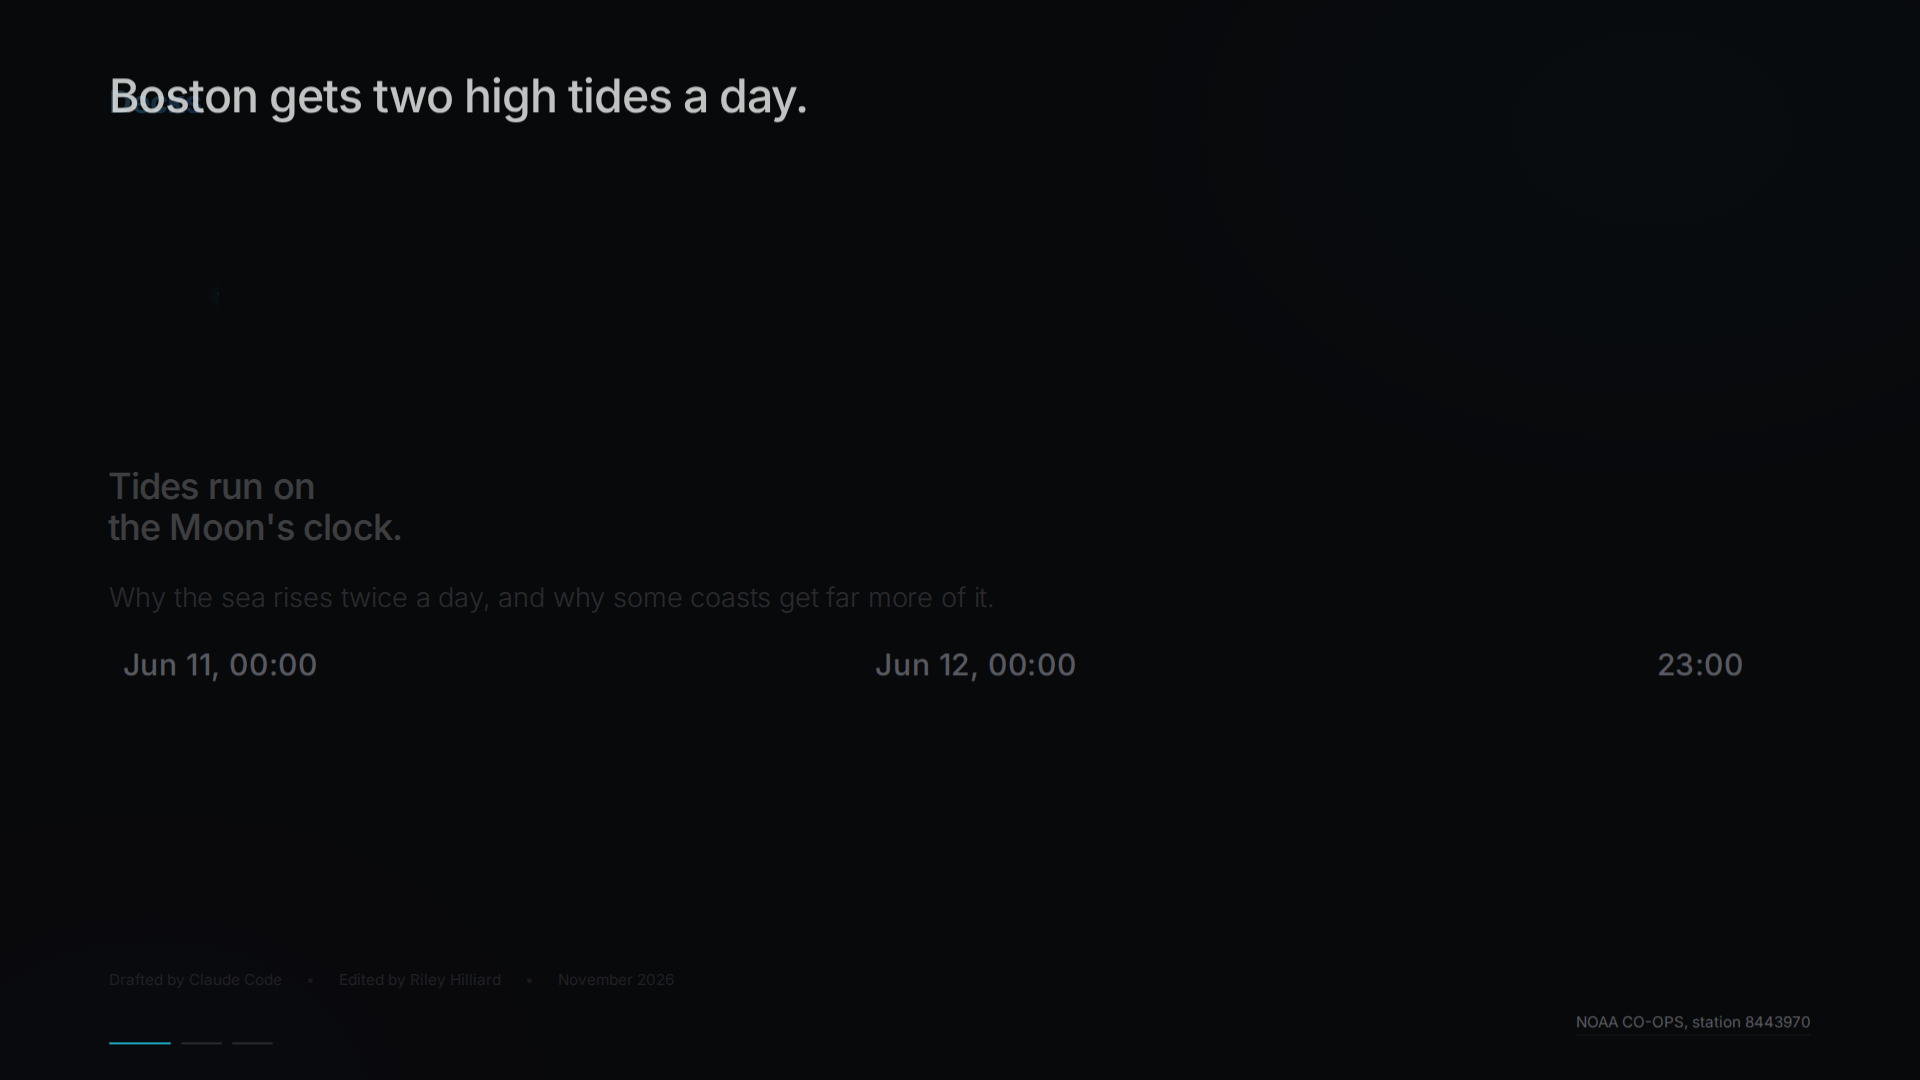 Boston gets two high tides a day.
Tides run on
the Moon's clock.
Why the sea rises twice a day, and why some coasts get far more of it.
Jun 11, 00:00 Jun 12, 00:00 23:00
Drafted by Claude Code • Edited by Riley Hilliard • November 2026
NOAA CO-OPS, station 8443970